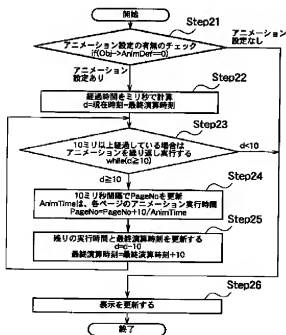 開始
Step21
アニメーション設定の有無のチェック
if(Obj->AnimDef==0)
アニメーション
設定なし
アニメーション
設定あり
Step22
経過時間をミリ秒で計算
d=現在時刻-最終演算時刻
Step23
10ミリ以上経過している場合は
アニメーションを繰り返し実行する
while(d≧10)
d<10
d≧10
Step24
10ミリ秒間隔でPageNoを更新
AnimTimeは、各ページのアニメーション実行時間
PageNo=PageNo+10/AnimTime
Step25
残りの実行時間と最終演算時刻を更新する
d=d-10
最終演算時刻=最終演算時刻+10
Step26
表示を更新する
終了